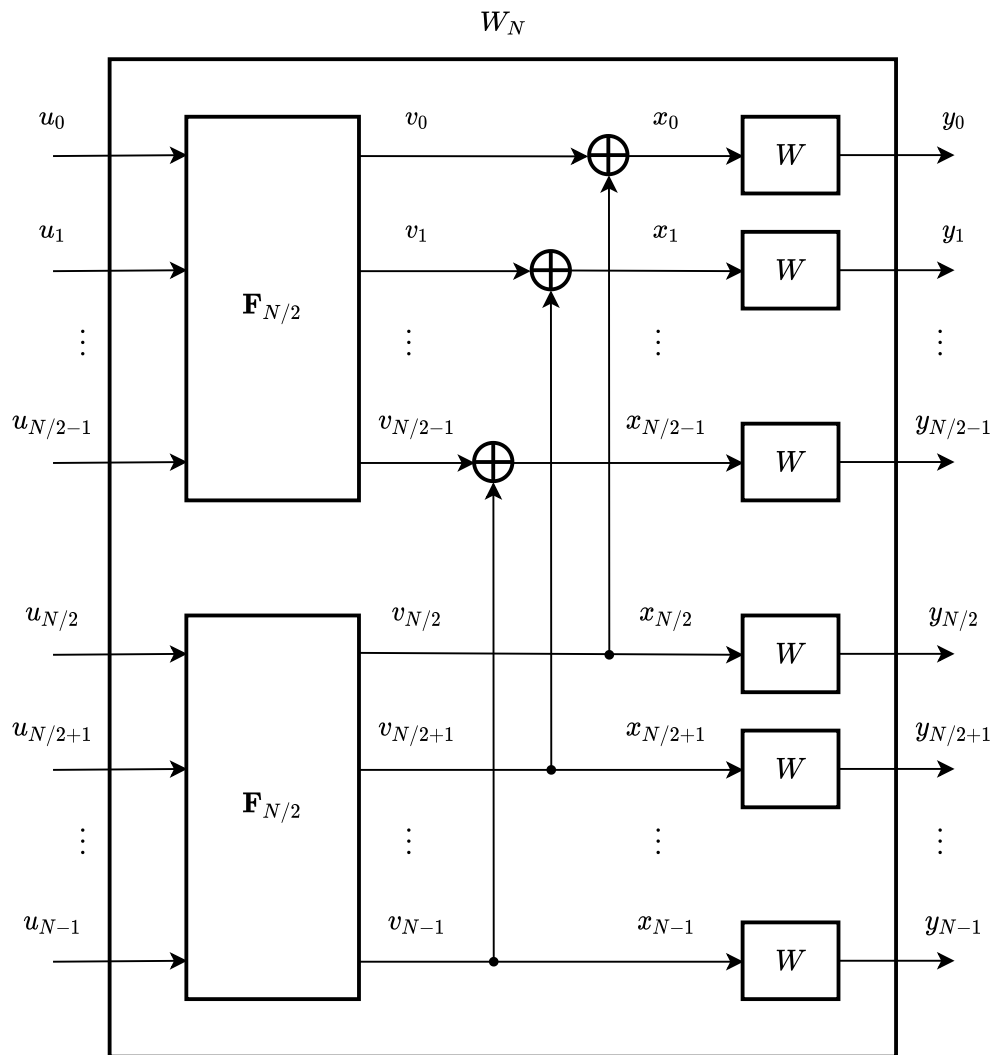 W_N
u_0 v_0 x_0 y_0
W
u_1 v_1 x_1 y_1
W
F_{N/2}
⋮ ⋮ ⋮ ⋮
u_{N/2−1} v_{N/2−1} x_{N/2−1} y_{N/2−1}
W
u_{N/2} v_{N/2} x_{N/2} y_{N/2}
W
u_{N/2+1} v_{N/2+1} x_{N/2+1} y_{N/2+1}
W
F_{N/2}
⋮ ⋮ ⋮ ⋮
u_{N−1} v_{N−1} x_{N−1} y_{N−1}
W